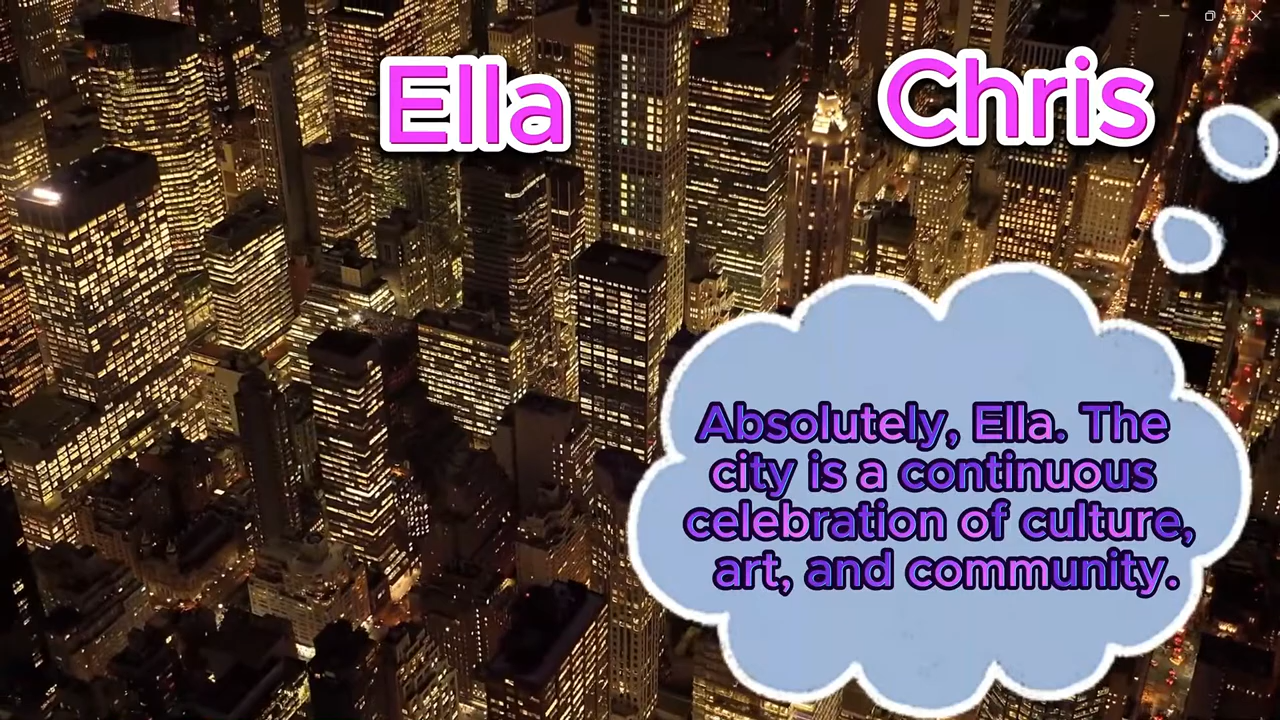 Ella
Chris
Absolutely, Ella. The
city is a continuous
celebration of culture,
art, and community.